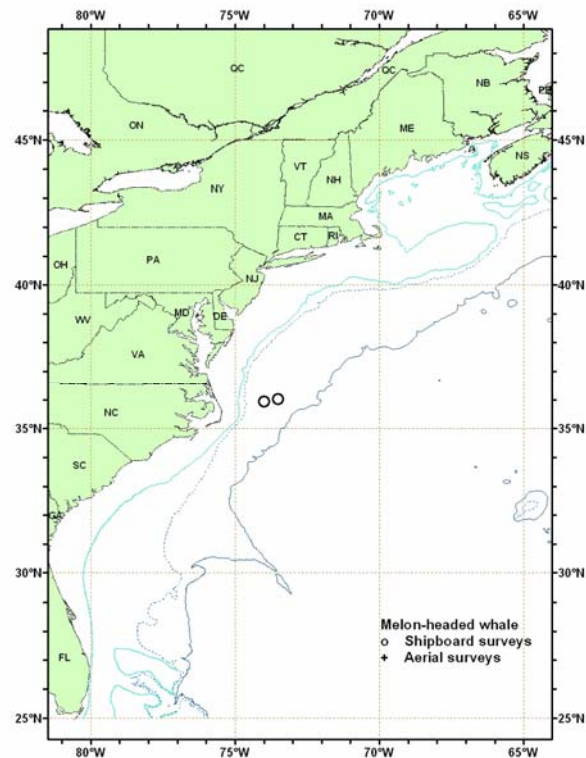 80°W 75°W 70°W 65°W
QC
QC
NB
ON
ME
45°N 45°N
NS
VT
NH
NY
MA
CT RI
OH
PA
40°N 40°N
NJ
MD
DE
WV
VA
35°N 35°N
NC
SC
GA
30°N 30°N
Melon-headed whale
Shipboard surveys
Aerial surveys
FL
25°N 25°N
80°W 75°W 70°W 65°W